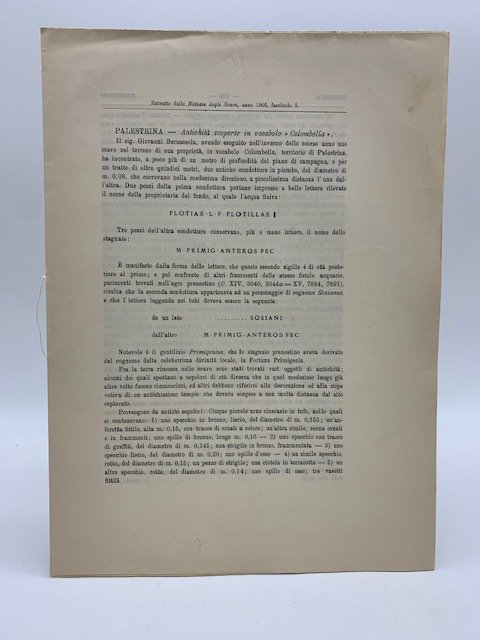 Estratto dalle Notizie degli Scavi, anno 1905, fascicolo 5.
PALESTRINA — Antichità scoperte in vocabolo « Colombella ».
Il sig. Giovanni Bernassola, avendo eseguito nell'inverno dello scorso anno uno
scavo nel terreno di sua proprietà, in vocabolo Colombella, territorio di Palestrina,
ha incontrato, a poco più di un metro di profondità dal piano di campagna, e per
un tratto di oltre quindici metri, due antiche condutture in piombo, del diametro di
m. 0,08, che correvano nella medesima direzione, a piccolissima distanza l'una dal-
l'altra. Due pezzi della prima conduttura portano impresso a belle lettere rilevate
il nome della proprietaria del fondo, al quale l'acqua fluiva:
PLOTIAE · L · F · PLOTILLAE
Tre pezzi dell'altra conduttura conservano, più o meno intiero, il nome dello
stagnaio:
M · PRIMIG · ANTEROS FEC
È manifesto dalla forma delle lettere, che questo secondo sigillo è di età poste-
riore al primo; e pel confronto di altri frammenti delle stesse fistole acquarie,
parimenti trovati nell'agro prenestino (C. XIV, 3040, 3044a = XV, 7884, 7891),
risulta che la seconda conduttura apparteneva ad un personaggio di cognome Sosianus,
e che l'intiera leggenda nei tubi doveva essere la seguente:
da un lato ......... SOSIANI
dall'altro M · PRIMIG · ANTEROS FEC
Notevole è il gentilizio Primigenius, che lo stagnaio prenestino aveva derivato
dal cognome della celeberrima divinità locale, la Fortuna Primigenia.
Fra la terra rimossa nello scavo sono stati trovati vari oggetti di antichità;
alcuni dei quali spettano a sepolcri di età diversa che in quel medesimo luogo già
altre volte furono riconosciuti, ed altri debbono riferirsi alla decorazione ed alla stipe
votiva di un antichissimo tempio che doveva sorgere a non molta distanza dal sito
esplorato.
Provengono da antichi sepolcri: Cinque piccole urne cinerarie in tufo, nelle quali
si contenevano: 1) uno specchio in bronzo, liscio, del diametro di m. 0,155; un'an-
foretta fittile, alta m. 0,15, con tracce di ornati a colore; un'altra simile, senza ornati
e in frammenti; uno spillo di bronzo, lungo m. 0,16 — 2) uno specchio con tracce
di graffiti, del diametro di m. 0,145; una strigile in bronzo, frammentata — 3) uno
specchio liscio, del diametro di m. 0,20; uno spillo d'osso — 4) un simile specchio,
rotto, del diametro di m. 0,15; un pezzo di strigile; una ciotola in terracotta — 5) un
altro specchio, rotto, del diametro di m. 0,14; uno spillo di osso; tre vasetti
fittili.